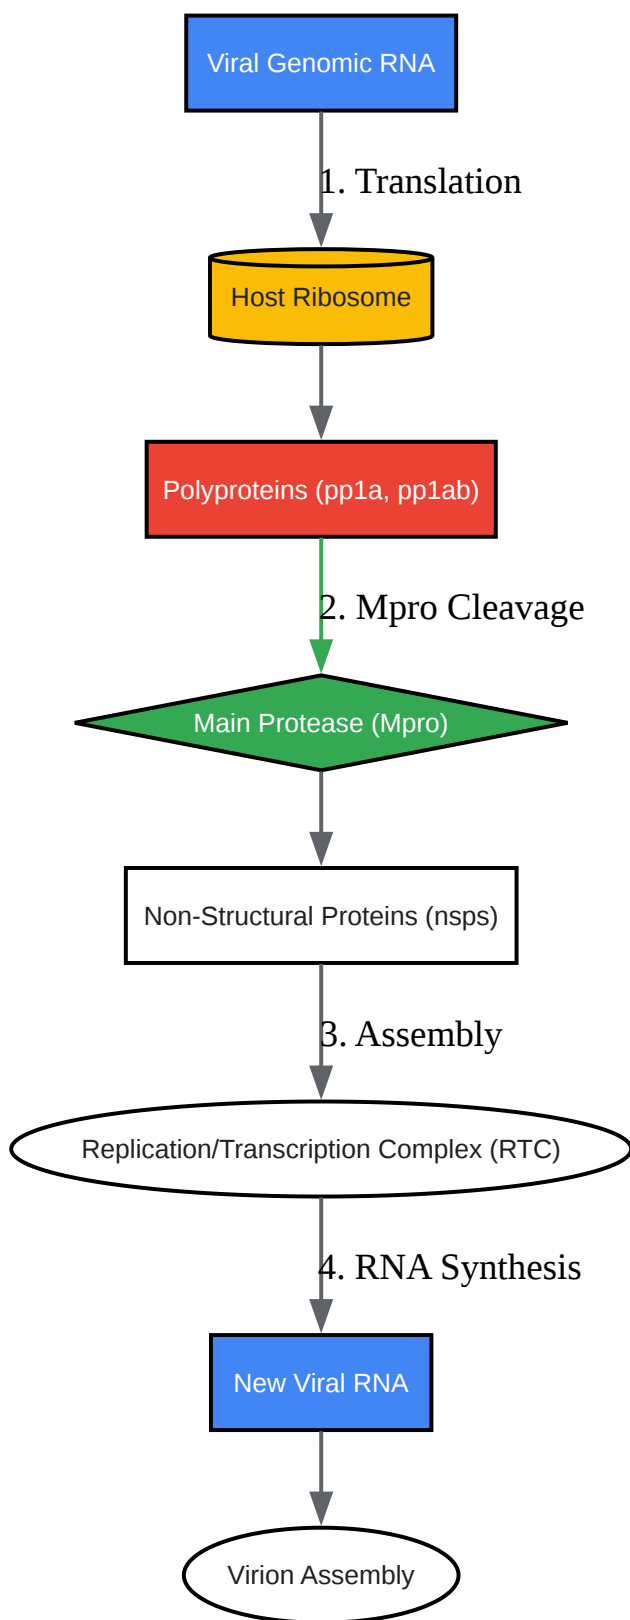 Viral Genomic RNA
1. Translation
Host Ribosome
Polyproteins (pp1a, pp1ab)
2. Mpro Cleavage
Main Protease (Mpro)
Non-Structural Proteins (nsps)
3. Assembly
Replication/Transcription Complex (RTC)
4. RNA Synthesis
New Viral RNA
Virion Assembly